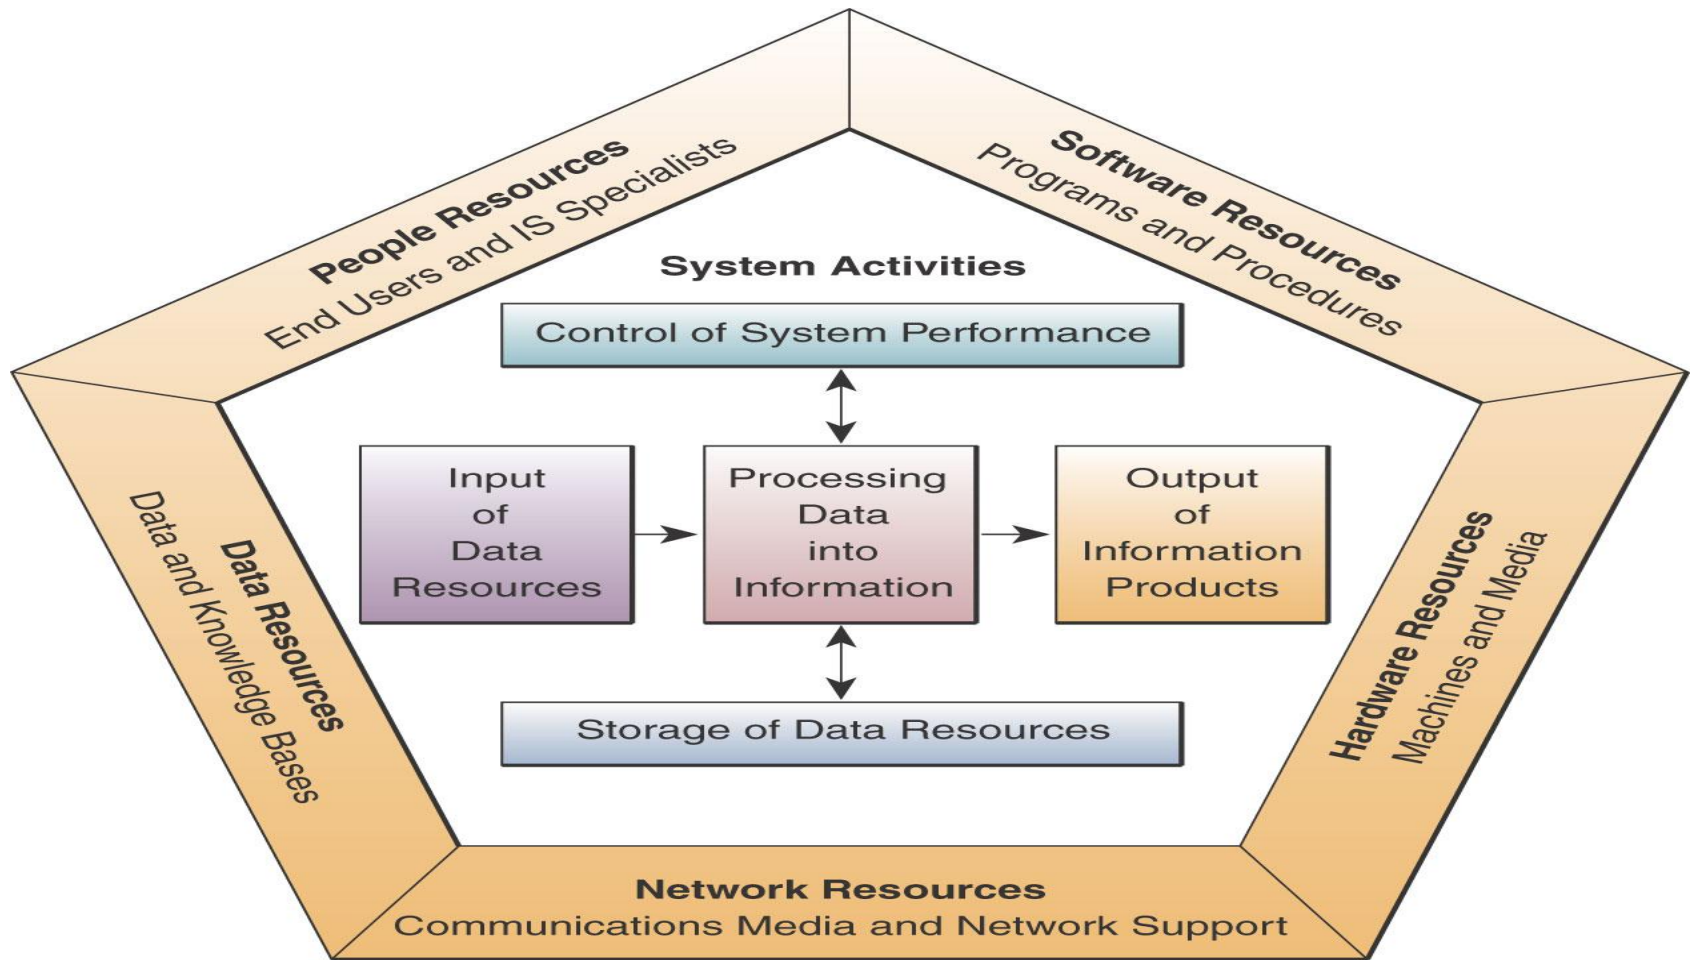 People Resources
End Users and IS Specialists
Software Resources
Programs and Procedures
System Activities
Control of System Performance
Input
of
Data
Resources
Processing
Data
into
Information
Output
of
Information
Products
Storage of Data Resources
Data Resources
Data and Knowledge Bases
Hardware Resources
Machines and Media
Network Resources
Communications Media and Network Support